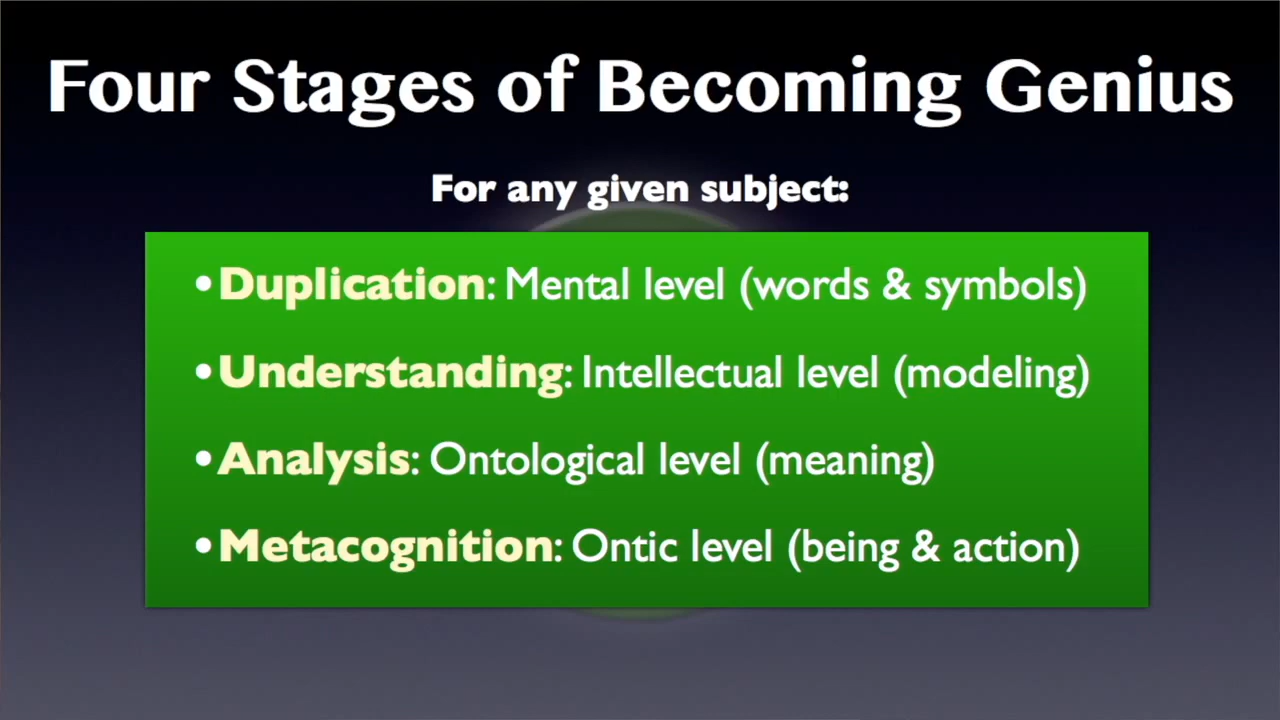 Four Stages of Becoming Genius
For any given subject:
•Duplication: Mental level (words & symbols)
•Understanding: Intellectual level (modeling)
•Analysis: Ontological level (meaning)
•Metacognition: Ontic level (being & action)